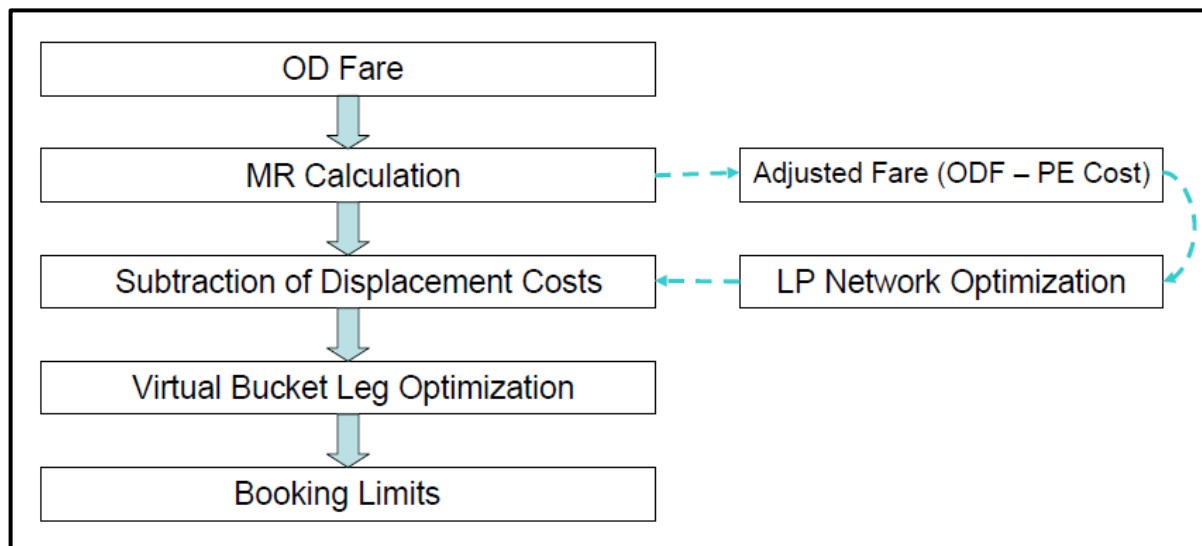 OD Fare
MR Calculation
Adjusted Fare (ODF – PE Cost)
Subtraction of Displacement Costs
LP Network Optimization
Virtual Bucket Leg Optimization
Booking Limits